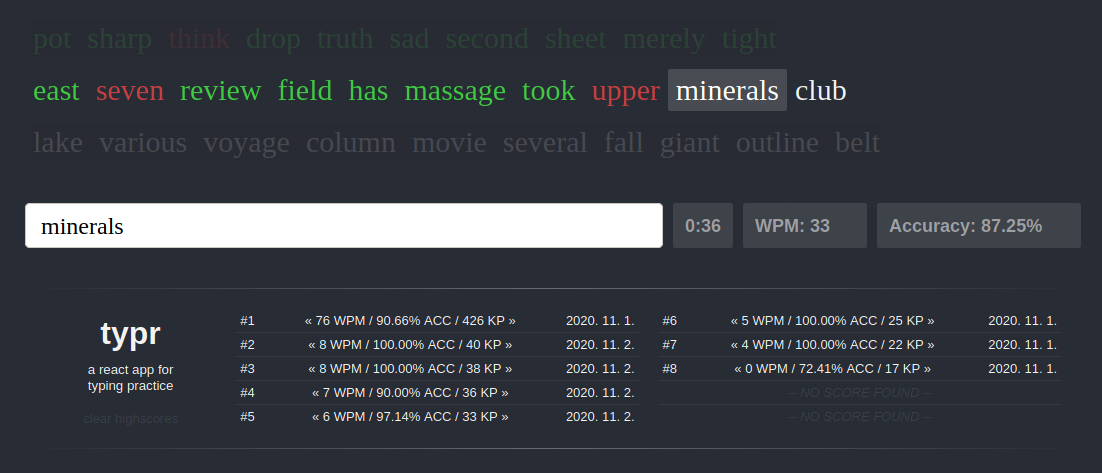 pot sharp think drop truth sad second sheet merely tight
east seven review field has massage took upper minerals club
lake various voyage column movie several fall giant outline belt
minerals 0:36 WPM: 33 Accuracy: 87.25%
typr
a react app for
typing practice
clear highscores
#1 « 76 WPM / 90.66% ACC / 426 KP » 2020. 11. 1.
#2 « 8 WPM / 100.00% ACC / 40 KP » 2020. 11. 2.
#3 « 8 WPM / 100.00% ACC / 38 KP » 2020. 11. 2.
#4 « 7 WPM / 90.00% ACC / 36 KP » 2020. 11. 2.
#5 « 6 WPM / 97.14% ACC / 33 KP » 2020. 11. 2.
#6 « 5 WPM / 100.00% ACC / 25 KP » 2020. 11. 1.
#7 « 4 WPM / 100.00% ACC / 22 KP » 2020. 11. 1.
#8 « 0 WPM / 72.41% ACC / 17 KP » 2020. 11. 1.
-- NO SCORE FOUND --
-- NO SCORE FOUND --